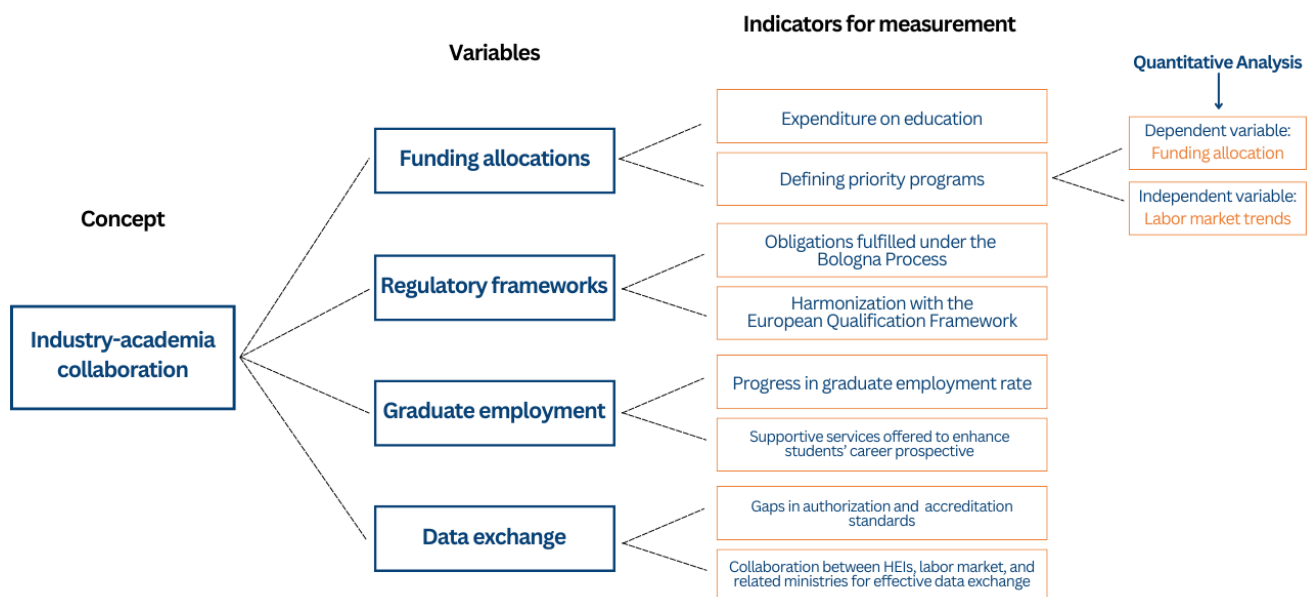 Concept
Industry-academia
collaboration
Variables
Funding allocations
Regulatory frameworks
Graduate employment
Data exchange
Indicators for measurement
Expenditure on education
Defining priority programs
Obligations fulfilled under the
Bologna Process
Harmonization with the
European Qualification Framework
Progress in graduate employment rate
Supportive services offered to enhance
students’ career prospective
Gaps in authorization and accreditation
standards
Collaboration between HEIs, labor market, and
related ministries for effective data exchange
Quantitative Analysis
Dependent variable:
Funding allocation
Independent variable:
Labor market trends